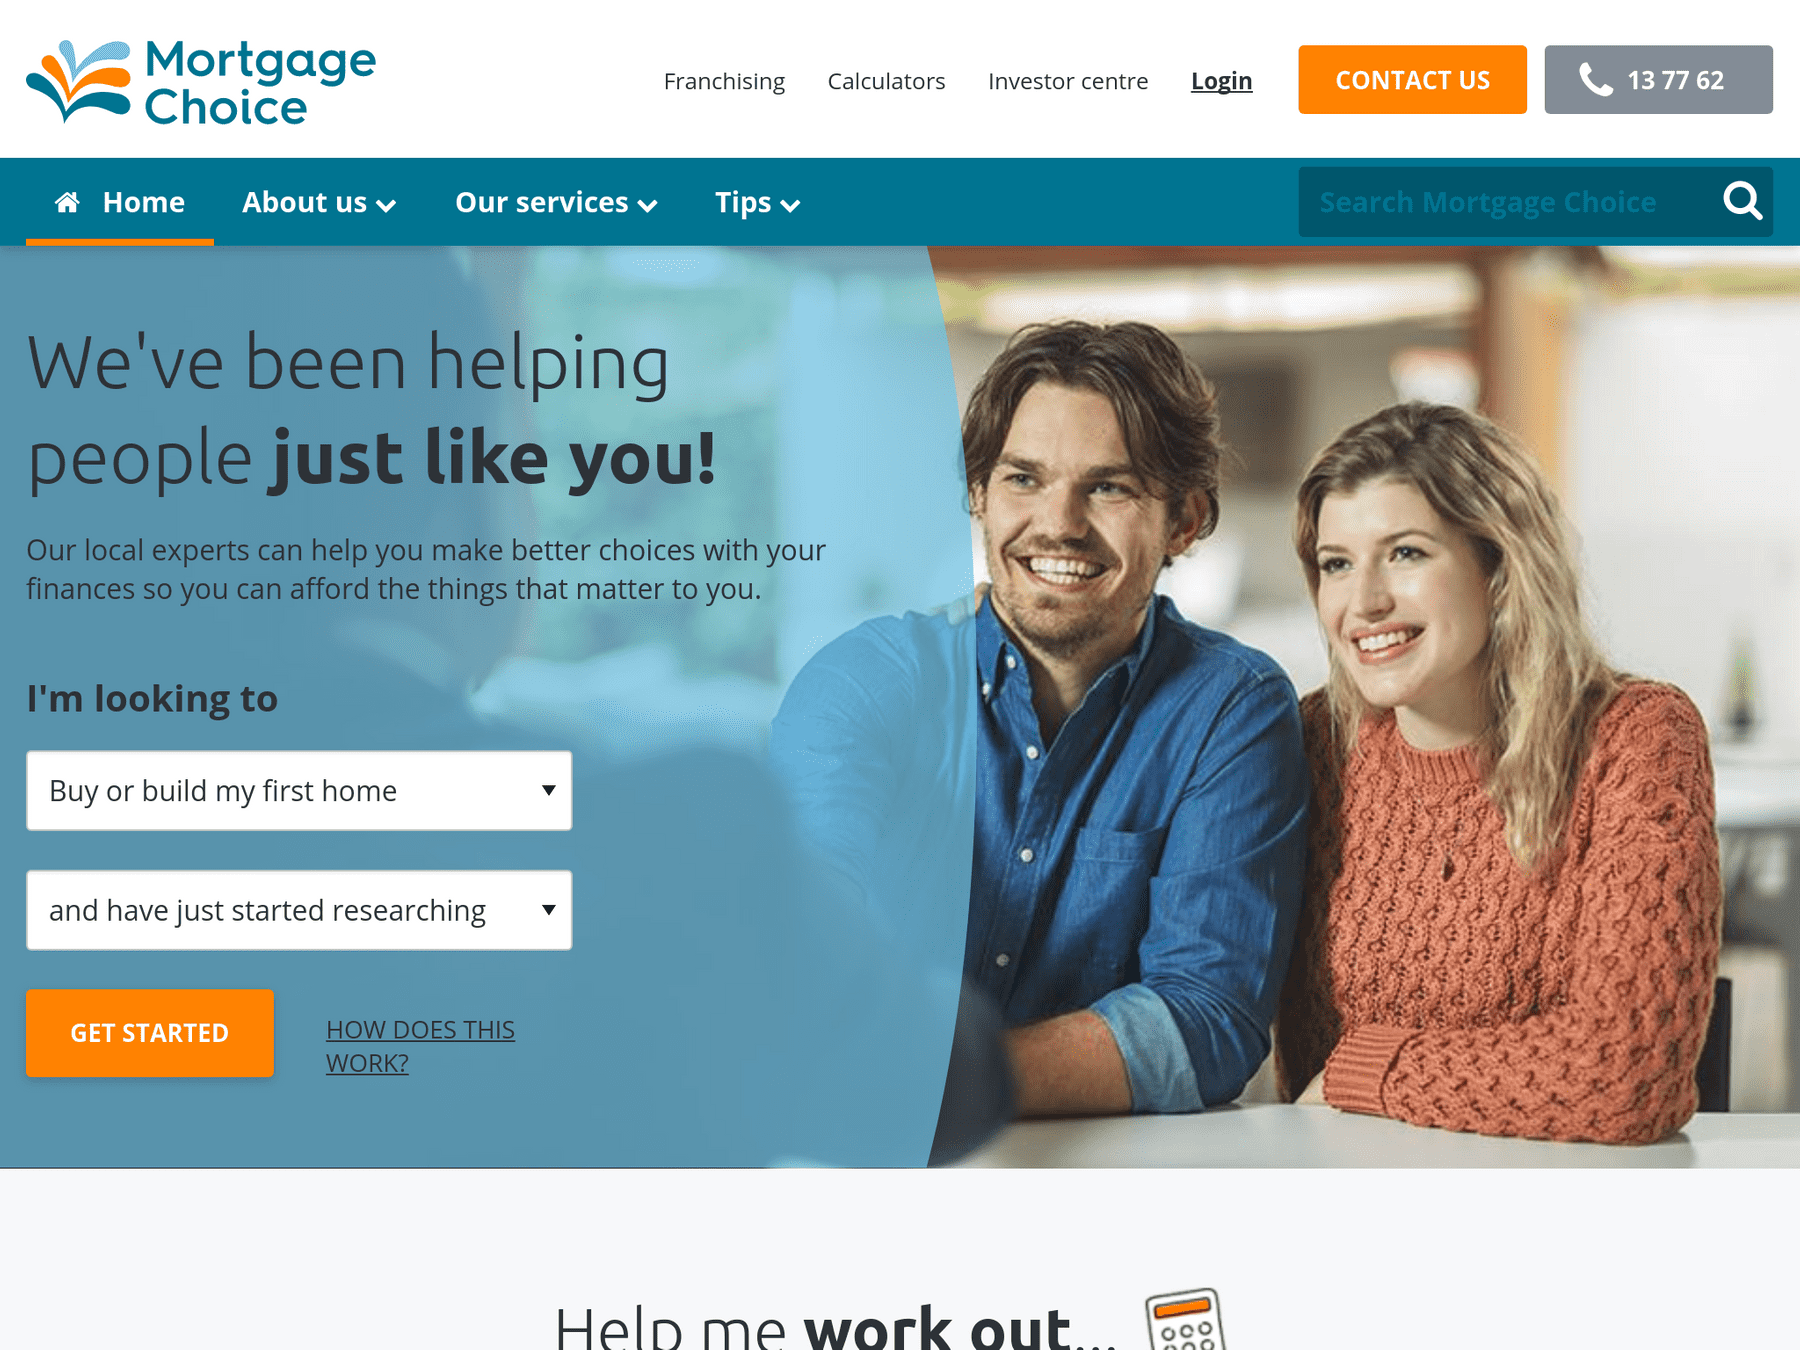 Mortgage
Choice
Franchising
Calculators
Investor centre
Login
CONTACT US
13 77 62
Home
About us
Our services
Tips
Search Mortgage Choice
We've been helping
people just like you!
Our local experts can help you make better choices with your
finances so you can afford the things that matter to you.
I'm looking to
Buy or build my first home
and have just started researching
GET STARTED
HOW DOES THIS
WORK?
Help me work out...